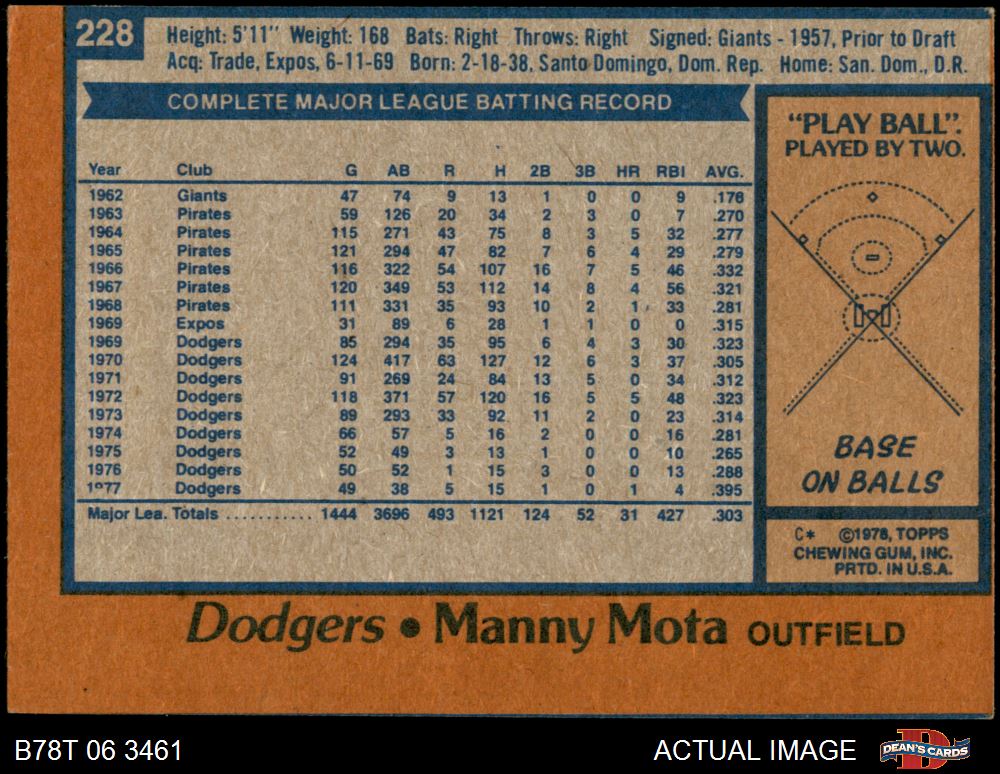 228
Height: 5'11" Weight: 168 Bats: Right Throws: Right Signed: Giants - 1957, Prior to Draft
Acq: Trade, Expos, 6-11-69 Born: 2-18-38, Santo Domingo, Dom. Rep. Home: San. Dom., D.R.
COMPLETE MAJOR LEAGUE BATTING RECORD
Year Club G AB R H 2B 3B HR RBI AVG.
1962 Giants 47 74 9 13 1 0 0 9 .176
1963 Pirates 59 126 20 34 2 3 0 7 .270
1964 Pirates 115 271 43 75 8 3 5 32 .277
1965 Pirates 121 294 47 82 7 6 4 29 .279
1966 Pirates 116 322 54 107 16 7 5 46 .332
1967 Pirates 120 349 53 112 14 8 4 56 .321
1968 Pirates 111 331 35 93 10 2 1 33 .281
1969 Expos 31 89 6 28 1 1 0 0 .315
1969 Dodgers 85 294 35 95 6 4 3 30 .323
1970 Dodgers 124 417 63 127 12 6 3 37 .305
1971 Dodgers 91 269 24 84 13 5 0 34 .312
1972 Dodgers 118 371 57 120 16 5 5 48 .323
1973 Dodgers 89 293 33 92 11 2 0 23 .314
1974 Dodgers 66 57 5 16 2 0 0 16 .281
1975 Dodgers 52 49 3 13 1 0 0 10 .265
1976 Dodgers 50 52 1 15 3 0 0 13 .288
1977 Dodgers 49 38 5 15 1 0 1 4 .395
Major Lea. Totals ............ 1444 3696 493 1121 124 52 31 427 .303
"PLAY BALL".
PLAYED BY TWO.
BASE
ON BALLS
C* ©1978, TOPPS
CHEWING GUM, INC.
PRTD. IN U.S.A.
Dodgers • Manny Mota OUTFIELD
B78T 06 3461 ACTUAL IMAGE DEAN'S CARDS